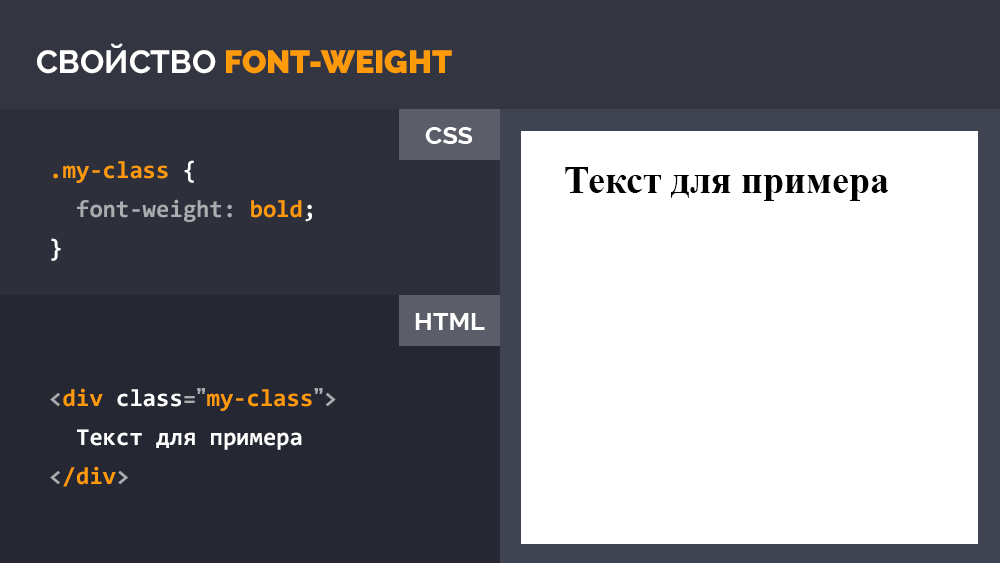 СВОЙСТВО FONT-WEIGHT
CSS
.my-class {
font-weight: bold;
}
HTML
<div class="my-class">
Текст для примера
</div>
Текст для примера